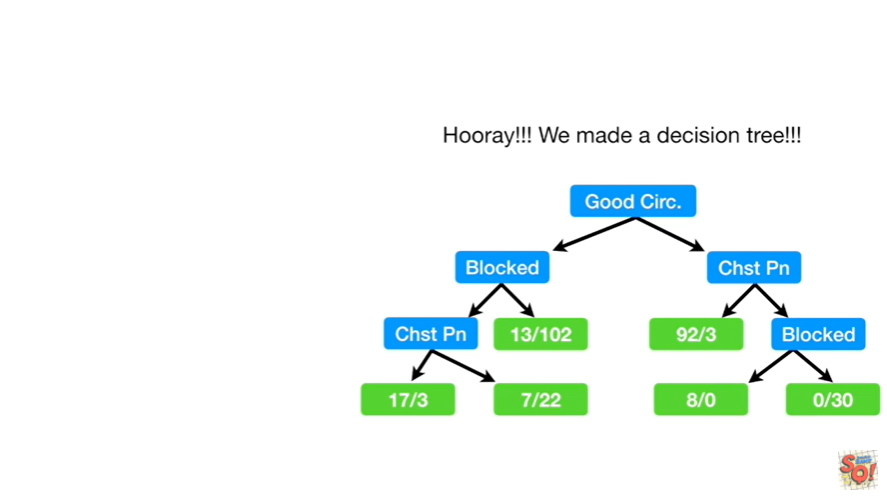 Hooray!!! We made a decision tree!!!
Good Circ.
Blocked
Chst Pn
Chst Pn
13/102
92/3
Blocked
17/3
7/22
8/0
0/30
SQ!